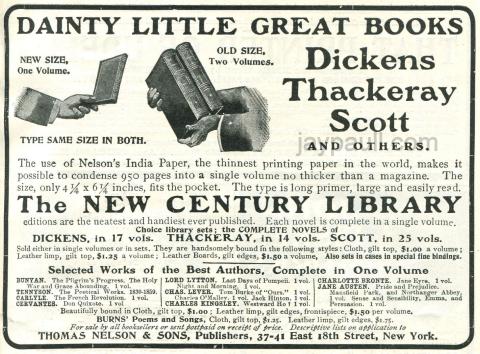 DAINTY LITTLE GREAT BOOKS
NEW SIZE,
One Volume.
OLD SIZE,
Two Volumes.
TYPE SAME SIZE IN BOTH.
Dickens
Thackeray
Scott
AND OTHERS.
jaypaull.com
The use of Nelson's India Paper, the thinnest printing paper in the world, makes it
possible to condense 950 pages into a single volume no thicker than a magazine. The
size, only 4¼ x 6¼ inches, fits the pocket. The type is long primer, large and easily read.
The NEW CENTURY LIBRARY
editions are the neatest and handiest ever published. Each novel is complete in a single volume.
Choice library sets; the COMPLETE NOVELS of
DICKENS, in 17 vols. THACKERAY, in 14 vols. SCOTT, in 25 vols.
Sold either in single volumes or in sets. They are handsomely bound in the following styles: Cloth, gilt top, $1.00 a volume;
Leather limp, gilt top, $1.25 a volume; Leather Boards, gilt edges, $1.50 a volume, Also sets in cases in special fine bindings.
Selected Works of the Best Authors, Complete in One Volume
BUNYAN. The Pilgrim's Progress, The Holy War and Grace Abounding. 1 vol.
TENNYSON. The Poetical Works, 1830-1859. 1 vol.
CARLYLE. The French Revolution. 1 vol.
CERVANTES. Don Quixote. 1 vol.
LORD LYTTON. Last Days of Pompeii. 1 vol. Night and Morning. 1 vol.
CHAS. LEVER, Tom Burke of "Ours." 1 vol. Charles O'Malley. 1 vol. Jack Hinton. 1 vol.
CHARLES KINGSLEY. Westward Ho! 1 vol.
CHARLOTTE BRONTE. Jane Eyre. 1 vol.
JANE AUSTEN. Pride and Prejudice, Mansfield Park, and Northanger Abbey, 1 vol. Sense and Sensibility, Emma, and Persuasion. 1 vol.
Beautifully bound in Cloth, gilt top, $1.00; Leather limp, gilt edges, frontispiece, $1.50 per volume.
BURNS' Poems and Songs, Cloth, gilt top, $1.25. Leather limp, gilt edges, $1.75.
For sale by all booksellers or sent postpaid on receipt of price. Descriptive lists on application to
THOMAS NELSON & SONS, Publishers, 37-41 East 18th Street, New York.